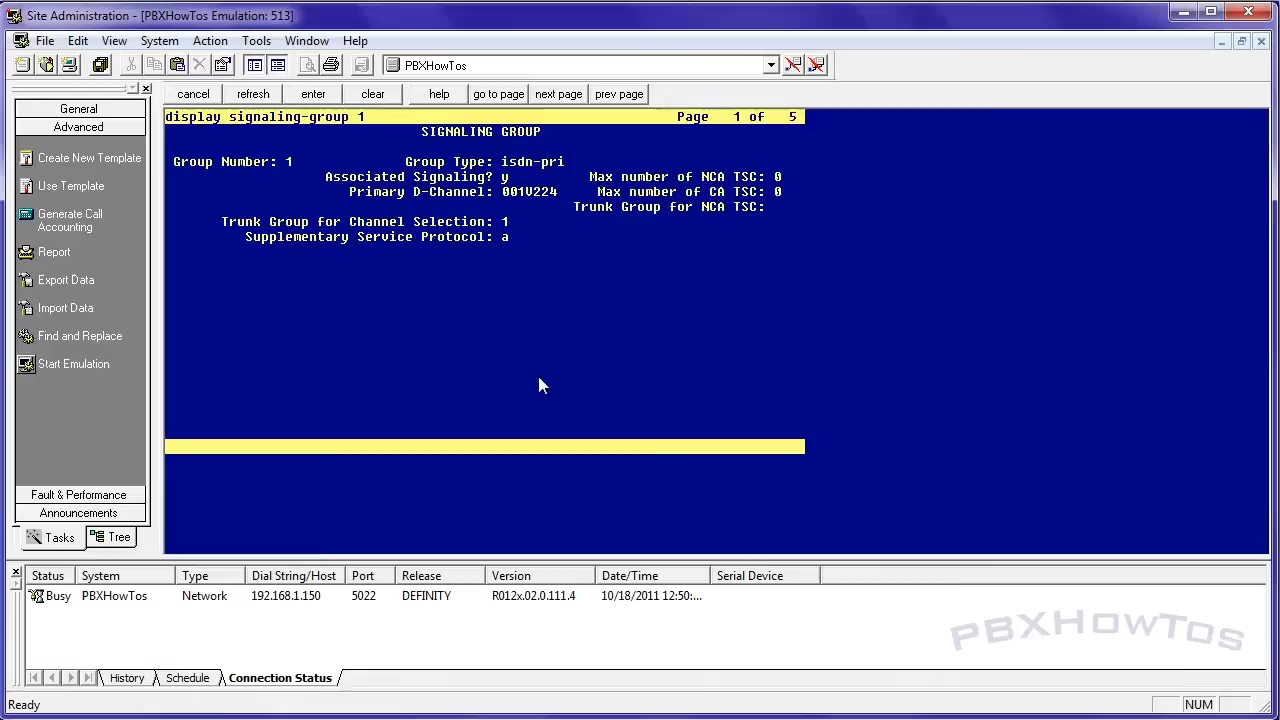 Site Administration - [PBXHowTos Emulation: 513]
File Edit View System Action Tools Window Help
PBXHowTos
cancel refresh enter clear help go to page next page prev page
General
Advanced
Create New Template
Use Template
Generate Call
Accounting
Report
Export Data
Import Data
Find and Replace
Start Emulation
Fault & Performance
Announcements
Tasks Tree
display signaling-group 1 Page 1 of 5
SIGNALING GROUP
Group Number: 1 Group Type: isdn-pri
Associated Signaling? y Max number of NCA TSC: 0
Primary D-Channel: 001V224 Max number of CA TSC: 0
Trunk Group for NCA TSC:
Trunk Group for Channel Selection: 1
Supplementary Service Protocol: a
Status System Type Dial String/Host Port Release Version Date/Time Serial Device
Busy PBXHowTos Network 192.168.1.150 5022 DEFINITY R012x.02.0.111.4 10/18/2011 12:50:...
PBXHowTos
History Schedule Connection Status
Ready NUM